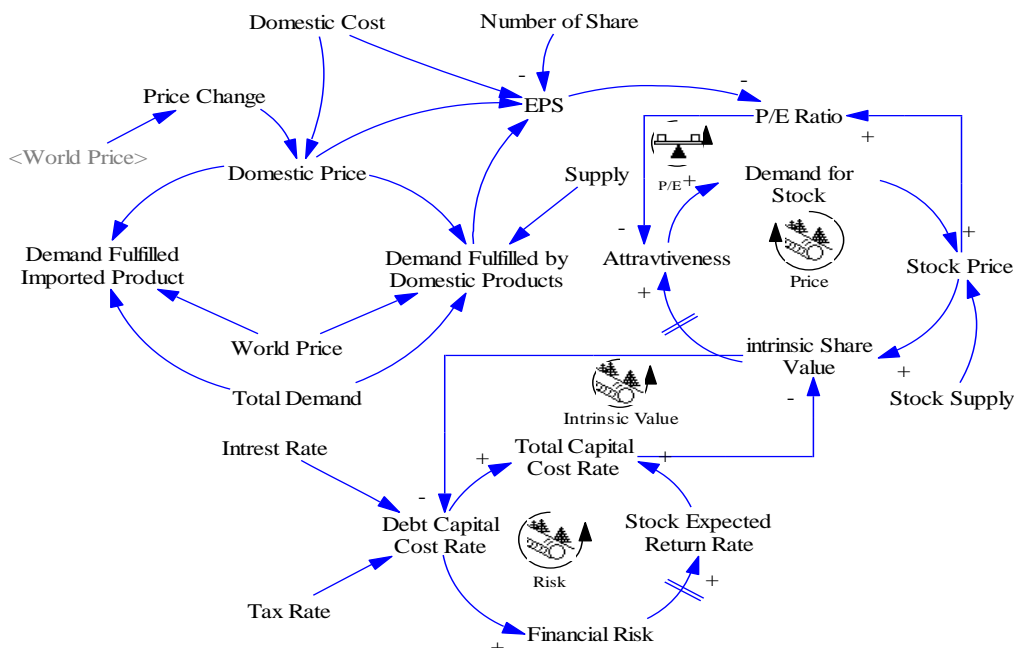 Domestic Cost
Number of Share
-
-
Price Change
EPS
P/E Ratio
+
<World Price>
Domestic Price
Supply
P/E
+
Demand for
Stock
-
+
Demand Fulfilled
Imported Product
Demand Fulfilled by
Domestic Products
Attravtiveness
Stock Price
Price
+
World Price
intrinsic Share
Value
+
Total Demand
-
Stock Supply
Intrinsic Value
Intrest Rate
Total Capital
Cost Rate
+
+
-
Debt Capital
Cost Rate
Stock Expected
Return Rate
Risk
+
Tax Rate
Financial Risk
+